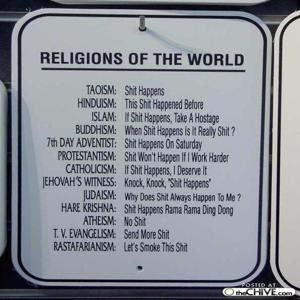 RELIGIONS OF THE WORLD
TAOISM: Shit Happens
HINDUISM: This Shit Happened Before
ISLAM: If Shit Happens, Take A Hostage
BUDDHISM: When Shit Happens Is It Really Shit ?
7th DAY ADVENTIST: Shit Happens On Saturday
PROTESTANTISM: Shit Won't Happen If I Work Harder
CATHOLICISM: If Shit Happens, I Deserve It
JEHOVAH'S WITNESS: Knock, Knock, "Shit Happens"
JUDAISM: Why Does Shit Always Happen To Me ?
HARE KRISHNA: Shit Happens Rama Rama Ding Dong
ATHEISM: No Shit
T. V. EVANGELISM: Send More Shit
RASTAFARIANISM: Let's Smoke This Shit
POSTED AT
theCHIVE.com